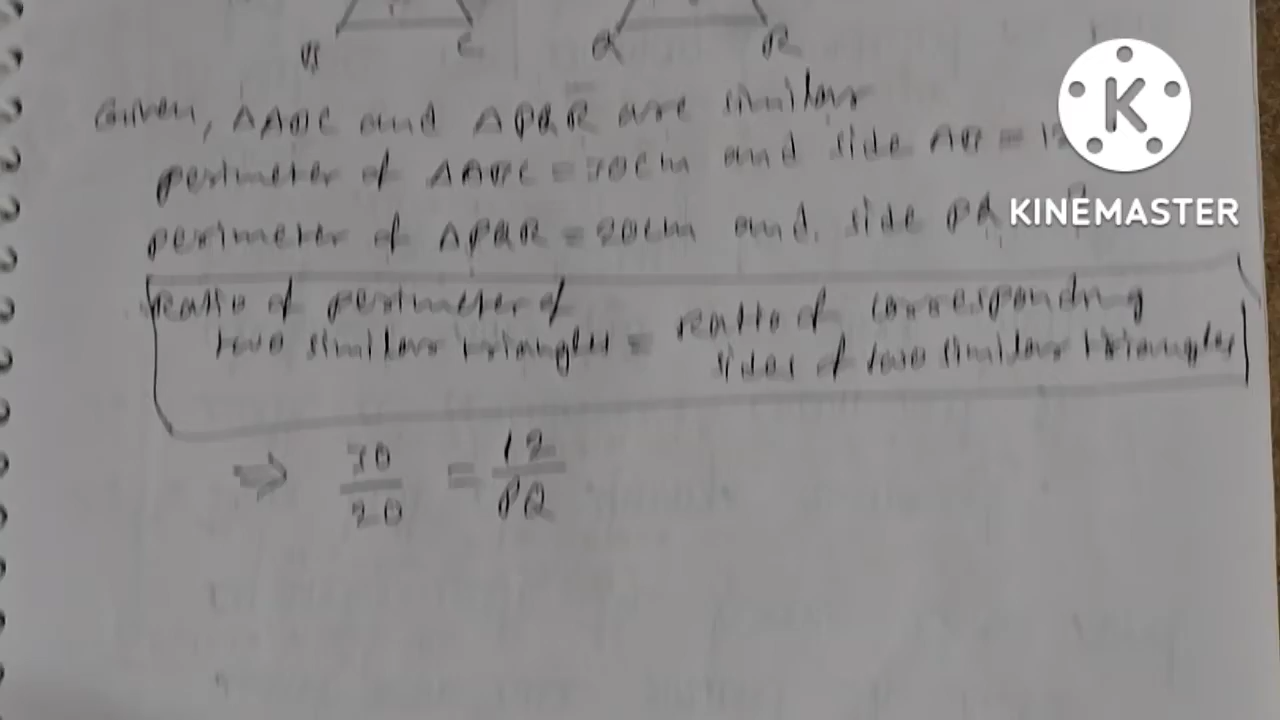 B C Q R
Given, ΔABC and ΔPQR are similar
perimeter of ΔABC = 30cm and side AB = 12
perimeter of ΔPQR = 20cm and side PQ
K
KINEMASTER
ratio of perimeter of
two similar triangles = ratio of corresponding
sides of two similar triangles
⇒ 30/20 = 12/PQ